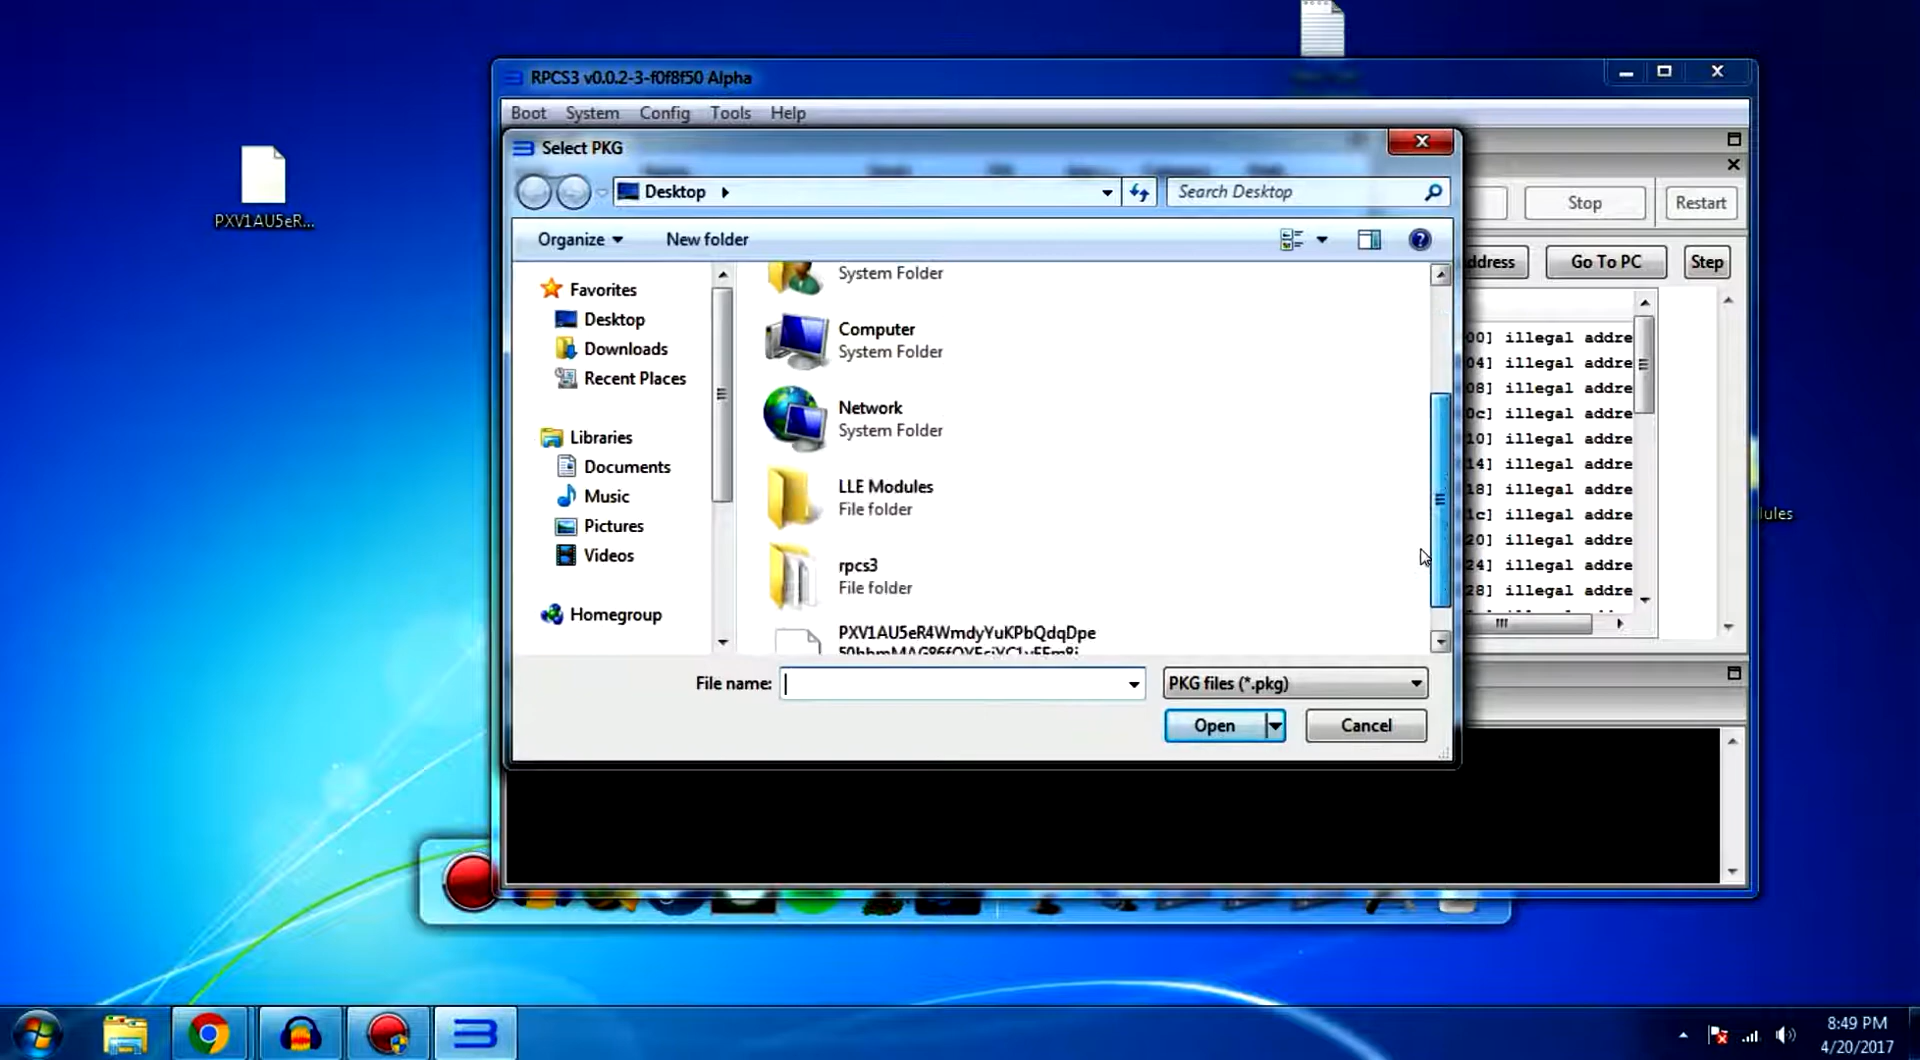 RPCS3 v0.0.2-3-f0f8f50 Alpha
Boot System Config Tools Help
Select PKG
Desktop
Search Desktop
Stop
Restart
Organize
New folder
ddress
Go To PC
Step
PXV1AU5eR...
Favorites
Desktop
Downloads
Recent Places
Libraries
Documents
Music
Pictures
Videos
Homegroup
System Folder
Computer
System Folder
Network
System Folder
LLE Modules
File folder
rpcs3
File folder
PXV1AU5eR4WmdyYuKPbQdqDpe
00] illegal addre
04] illegal addre
08] illegal addre
0c] illegal addre
10] illegal addre
14] illegal addre
18] illegal addre
1c] illegal addre
20] illegal addre
24] illegal addre
28] illegal addre
lules
File name:
PKG files (*.pkg)
Open
Cancel
8:49 PM
4/20/2017